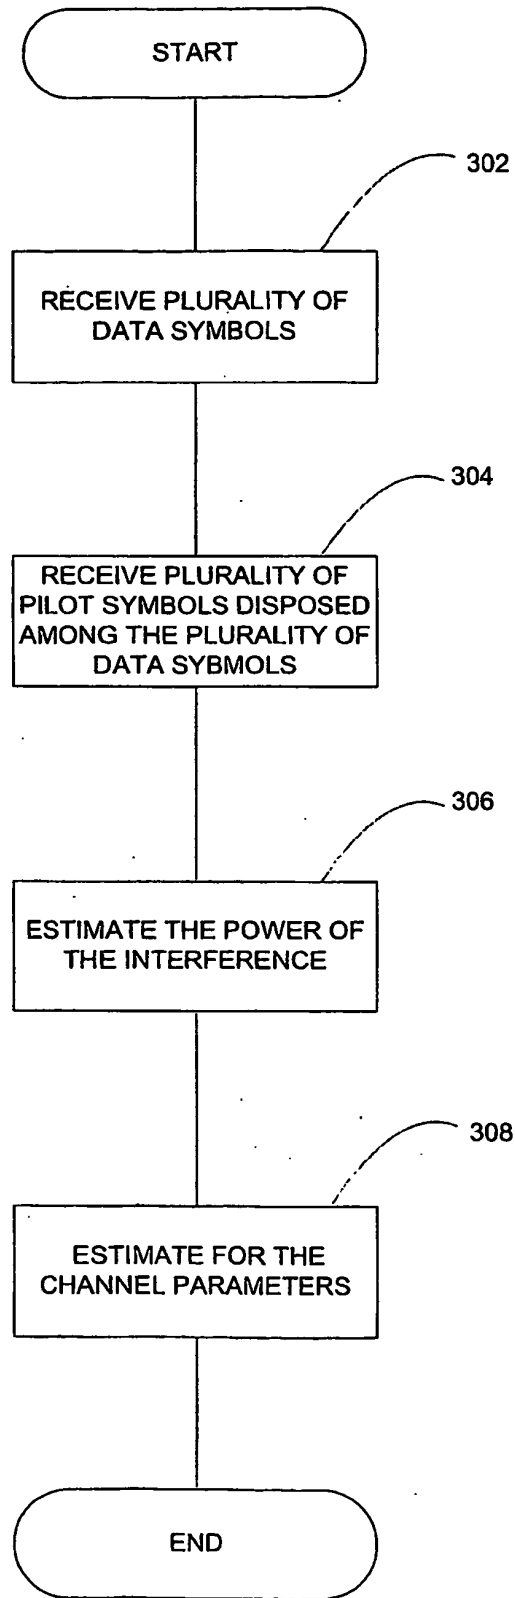 START
302
RECEIVE PLURALITY OF
DATA SYMBOLS
304
RECEIVE PLURALITY OF
PILOT SYMBOLS DISPOSED
AMONG THE PLURALITY OF
DATA SYBMOLS
306
ESTIMATE THE POWER OF
THE INTERFERENCE
308
ESTIMATE FOR THE
CHANNEL PARAMETERS
END